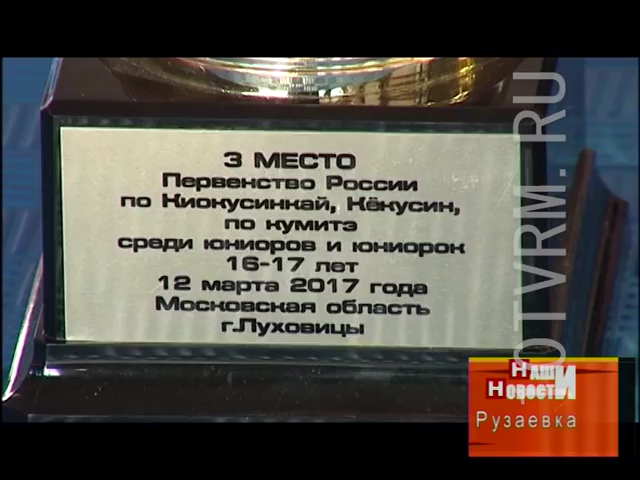 3 МЕСТО
Первенство России
по Киокусинкай, Кёкусин,
по кумитэ
среди юниоров и юниорок
16-17 лет
12 марта 2017 года
Московская область
г.Луховицы
OTVRM.RU
Наши
Новости
Рузаевка